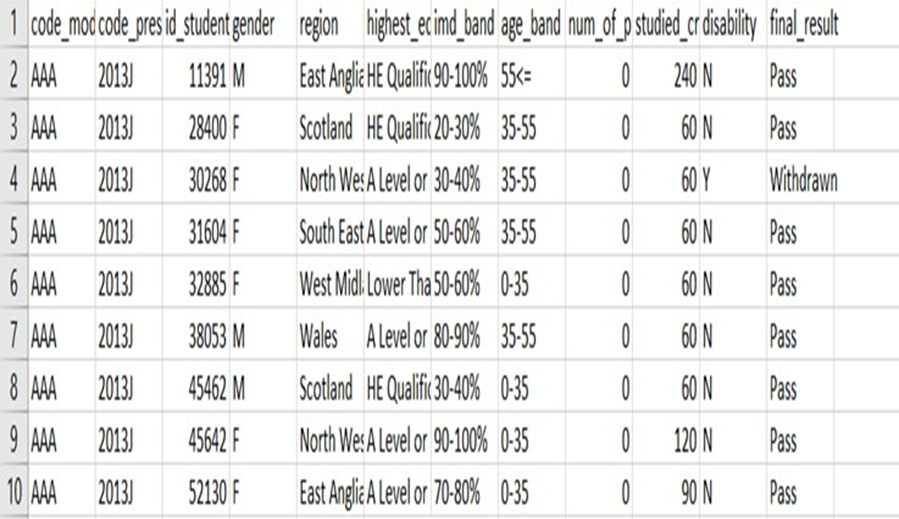 1 code_mod code_pres id_student gender region highest_ed imd_band age_band num_of_p studied_cr disability final_result
2 AAA 2013J 11391 M East Anglia HE Qualific 90-100% 55<= 0 240 N Pass
3 AAA 2013J 28400 F Scotland HE Qualific 20-30% 35-55 0 60 N Pass
4 AAA 2013J 30268 F North Wes A Level or 30-40% 35-55 0 60 Y Withdrawn
5 AAA 2013J 31604 F South East A Level or 50-60% 35-55 0 60 N Pass
6 AAA 2013J 32885 F West Midl Lower Tha 50-60% 0-35 0 60 N Pass
7 AAA 2013J 38053 M Wales A Level or 80-90% 35-55 0 60 N Pass
8 AAA 2013J 45462 M Scotland HE Qualific 30-40% 0-35 0 60 N Pass
9 AAA 2013J 45642 F North Wes A Level or 90-100% 0-35 0 120 N Pass
10 AAA 2013J 52130 F East Anglia A Level or 70-80% 0-35 0 90 N Pass